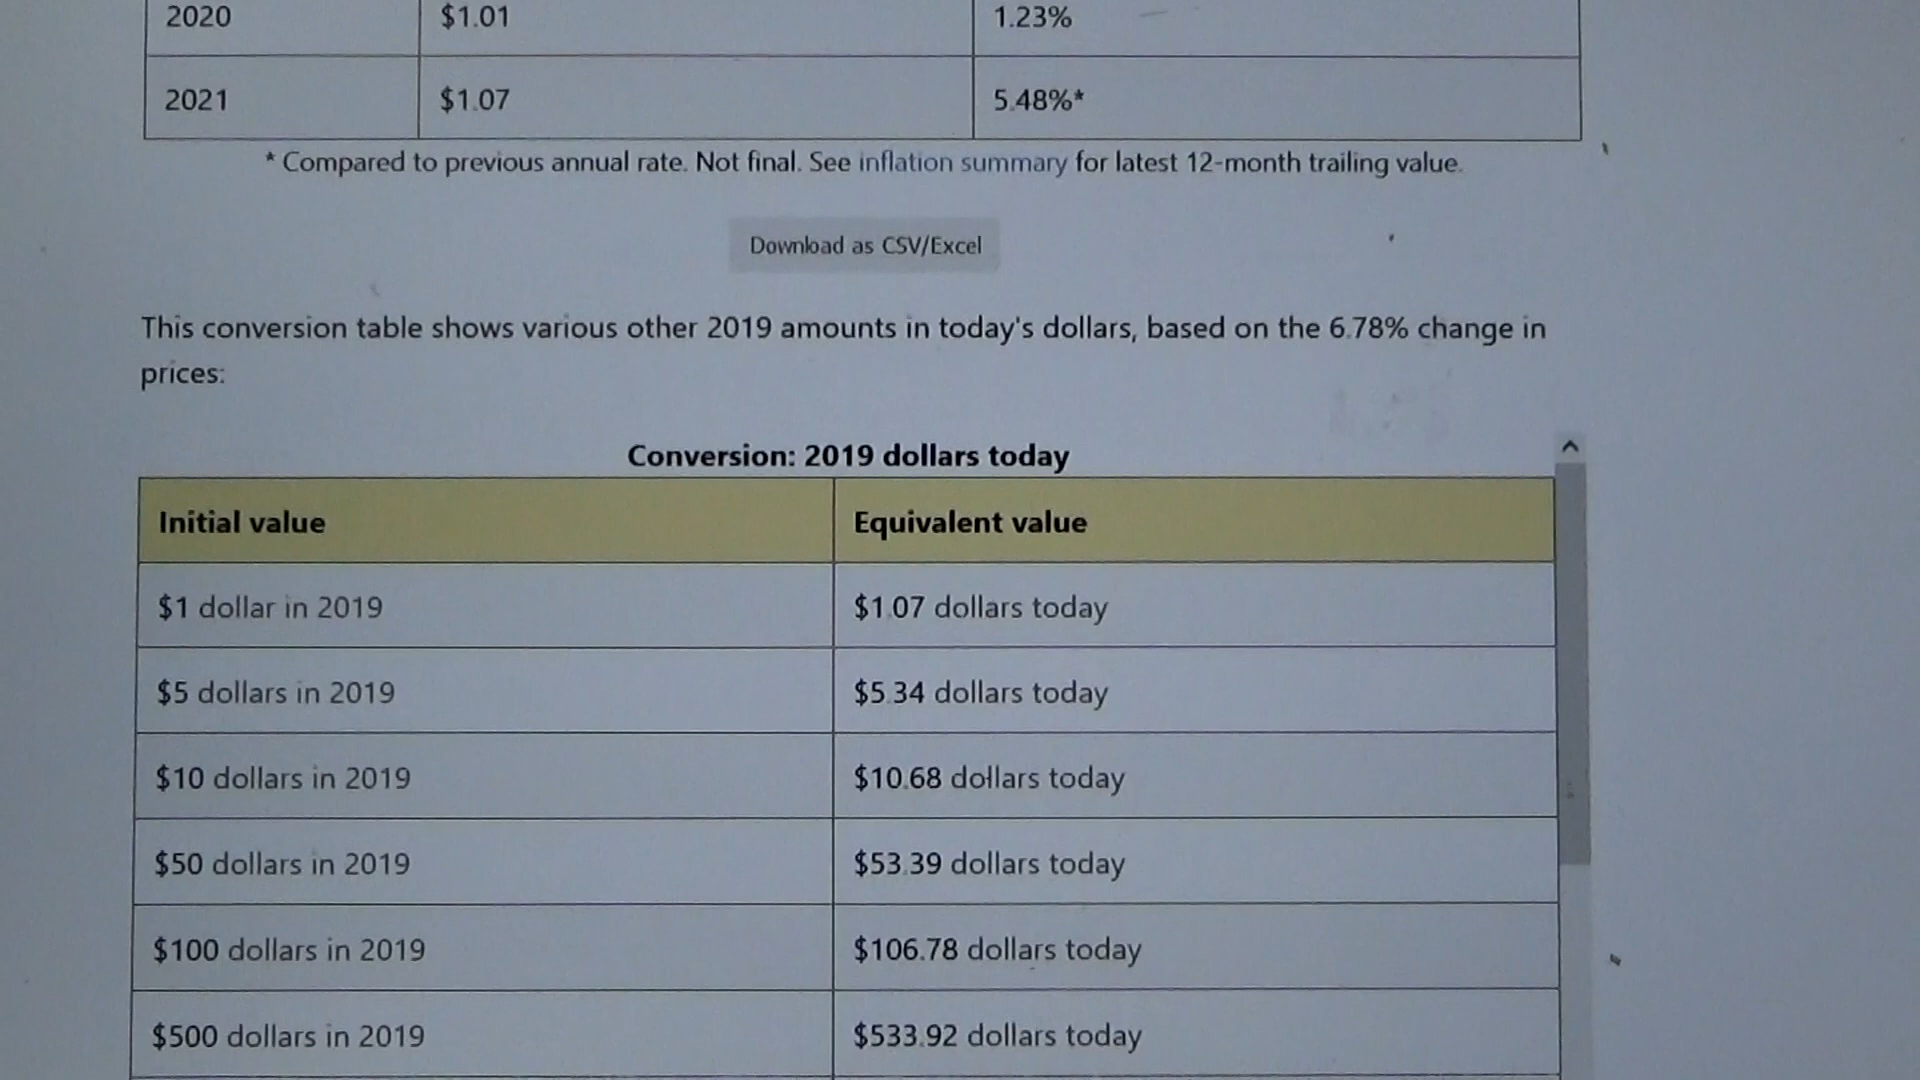 2020 $1.01 1.23%
2021 $1.07 5.48%*
* Compared to previous annual rate. Not final. See inflation summary for latest 12-month trailing value.
Download as CSV/Excel
This conversion table shows various other 2019 amounts in today's dollars, based on the 6.78% change in
prices:
Conversion: 2019 dollars today
Initial value Equivalent value
$1 dollar in 2019 $1.07 dollars today
$5 dollars in 2019 $5.34 dollars today
$10 dollars in 2019 $10.68 dollars today
$50 dollars in 2019 $53.39 dollars today
$100 dollars in 2019 $106.78 dollars today
$500 dollars in 2019 $533.92 dollars today